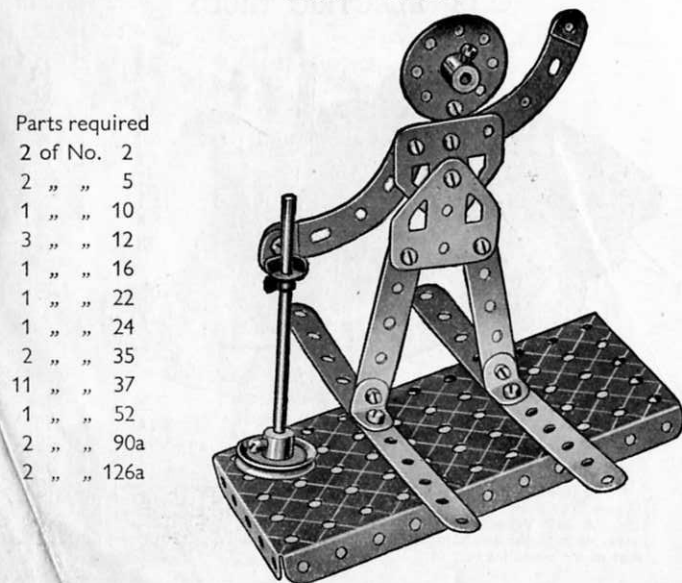 Parts required
2 of No. 2
2 „ „ 5
1 „ „ 10
3 „ „ 12
1 „ „ 16
1 „ „ 22
1 „ „ 24
2 „ „ 35
11 „ „ 37
1 „ „ 52
2 „ „ 90a
2 „ „ 126a